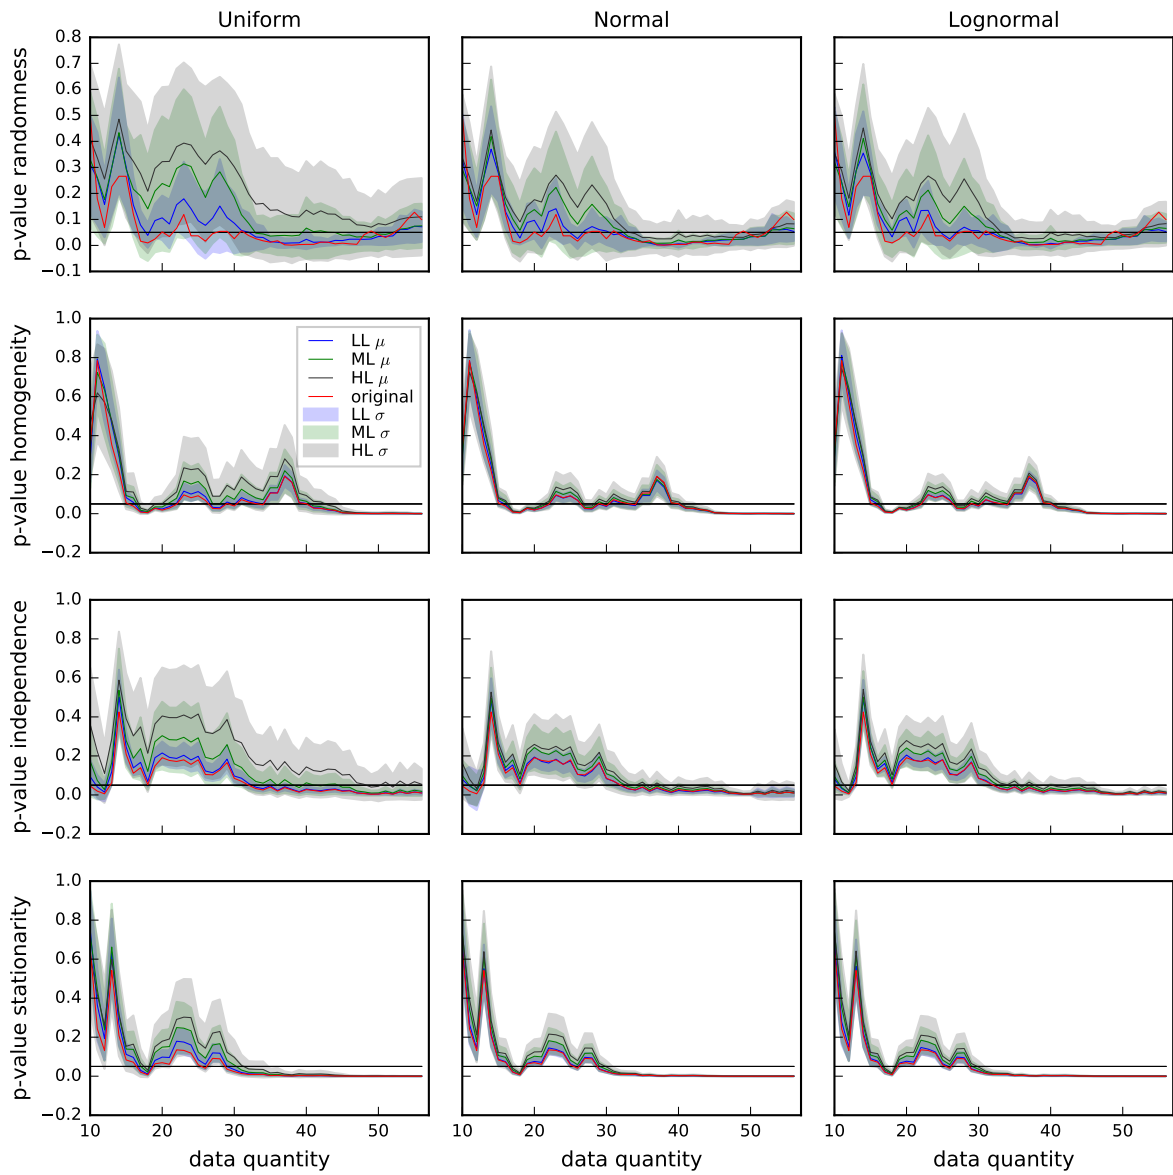 Uniform
Normal
Lognormal
p-value randomness
0.8
0.7
0.6
0.5
0.4
0.3
0.2
0.1
0.0
−0.1
p-value homogeneity
1.0
0.8
0.6
0.4
0.2
0.0
−0.2
LL μ
ML μ
HL μ
original
LL σ
ML σ
HL σ
p-value independence
1.0
0.8
0.6
0.4
0.2
0.0
−0.2
p-value stationarity
1.0
0.8
0.6
0.4
0.2
0.0
−0.2
10 20 30 40 50
10 20 30 40 50
10 20 30 40 50
data quantity
data quantity
data quantity